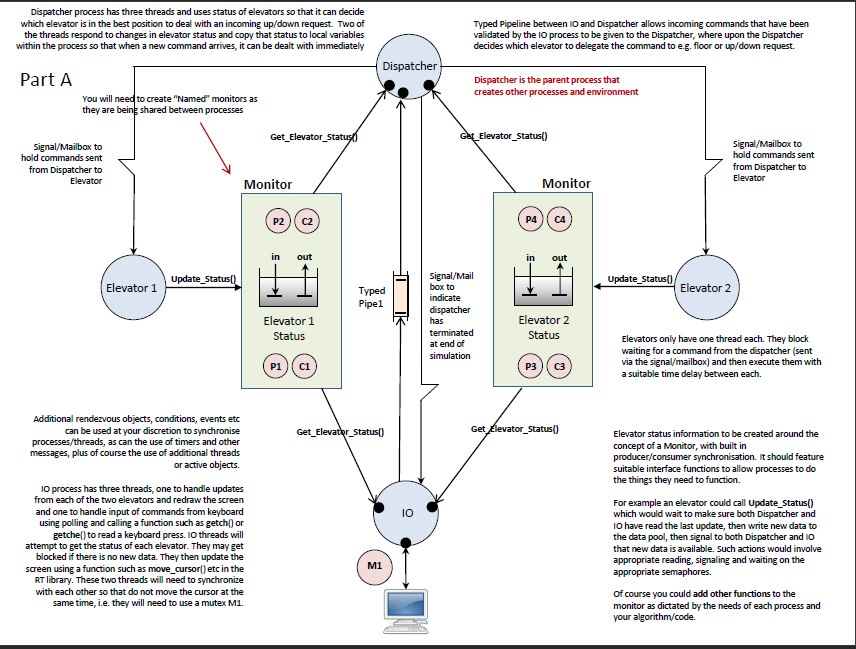 Dispatcher process has three threads and uses status of elevators so that it can decide
which elevator is in the best position to deal with an incoming up/down request.  Two of
the threads respond to changes in elevator status and copy that status to local variables
within the process so that when a new command arrives, it can be dealt with immediately
Typed Pipeline between IO and Dispatcher allows incoming commands that have been
validated by the IO process to be given to the Dispatcher, where upon the Dispatcher
decides which elevator to delegate the command to e.g. floor or up/down request.
Dispatcher
Part A
Dispatcher is the parent process that
creates other processes and environment
You will need to create "Named" monitors as
they are being shared between processes
Get_Elevator_Status()
Get_Elevator_Status()
Signal/Mailbox to
hold commands sent
from Dispatcher to
Elevator
Signal/Mailbox to
hold commands sent
from Dispatcher to
Elevator
Monitor
Monitor
P2
C2
P4
C4
in
out
in
out
Elevator 1
Update_Status()
Typed
Pipe1
Signal/Mail
box to
indicate
dispatcher
has
terminated
at end of
simulation
Update_Status()
Elevator 2
Elevator 1
Status
Elevator 2
Status
P1
C1
P3
C3
Elevators only have one thread each. They block
waiting for a command from the dispatcher (sent
via the signal/mailbox) and then execute them with
a suitable time delay between each.
Additional rendezvous objects, conditions, events etc
can be used at your discretion to synchronise
processes/threads, as can the use of timers and other
messages, plus of course the use of additional threads
or active objects.
Get_Elevator_Status()
Get_Elevator_Status()
IO process has three threads, one to handle updates
from each of the two elevators and redraw the screen
and one to handle input of commands from keyboard
using polling and calling a function such as getch() or
getche() to read a keyboard press. IO threads will
attempt to get the status of each elevator. They may get
blocked if there is no new data. They then update the
screen using a function such as move_cursor() etc in the
RT library. These two threads will need to synchronize
with each other so that do not move the cursor at the
same time, i.e. they will need to use a mutex M1.
IO
M1
Elevator status information to be created around the
concept of a Monitor, with built in
producer/consumer synchronisation. It should feature
suitable interface functions to allow processes to do
the things they need to function.
For example an elevator could call Update_Status()
which would wait to make sure both Dispatcher and
IO have read the last update, then write new data to
the data pool, then signal to both Dispatcher and IO
that new data is available. Such actions would involve
appropriate reading, signaling and waiting on the
appropriate semaphores.
Of course you could add other functions to the
monitor as dictated by the needs of each process and
your algorithm/code.